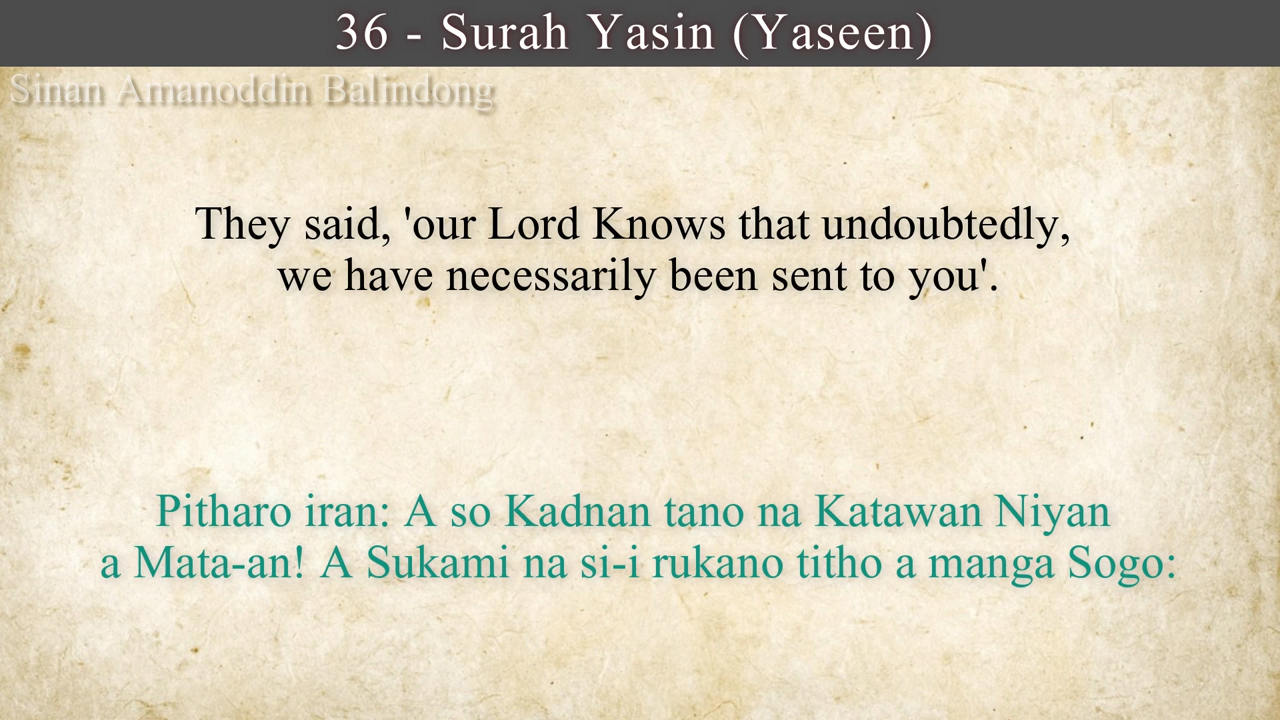 36 - Surah Yasin (Yaseen)
Sinan Amanoddin Balindong
They said, 'our Lord Knows that undoubtedly,
we have necessarily been sent to you'.
Pitharo iran: A so Kadnan tano na Katawan Niyan
a Mata-an! A Sukami na si-i rukano titho a manga Sogo: